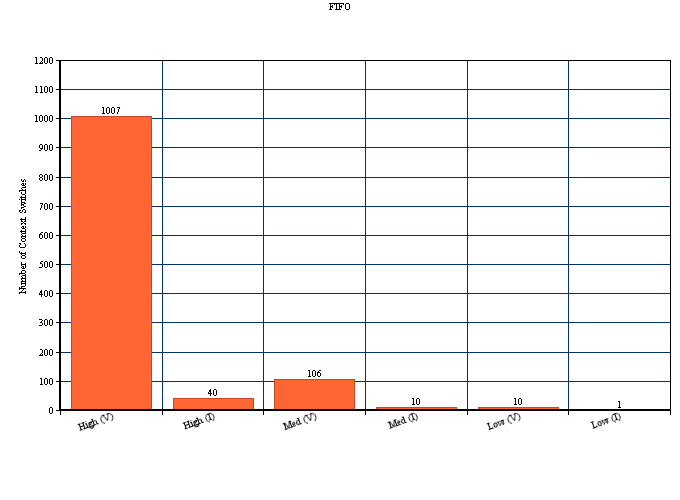 FIFO
Number of Context Switches
1200
1100
1000
900
800
700
600
500
400
300
200
100
0
1007
40
106
10
10
1
High (V)
High (I)
Med (V)
Med (I)
Low (V)
Low (I)